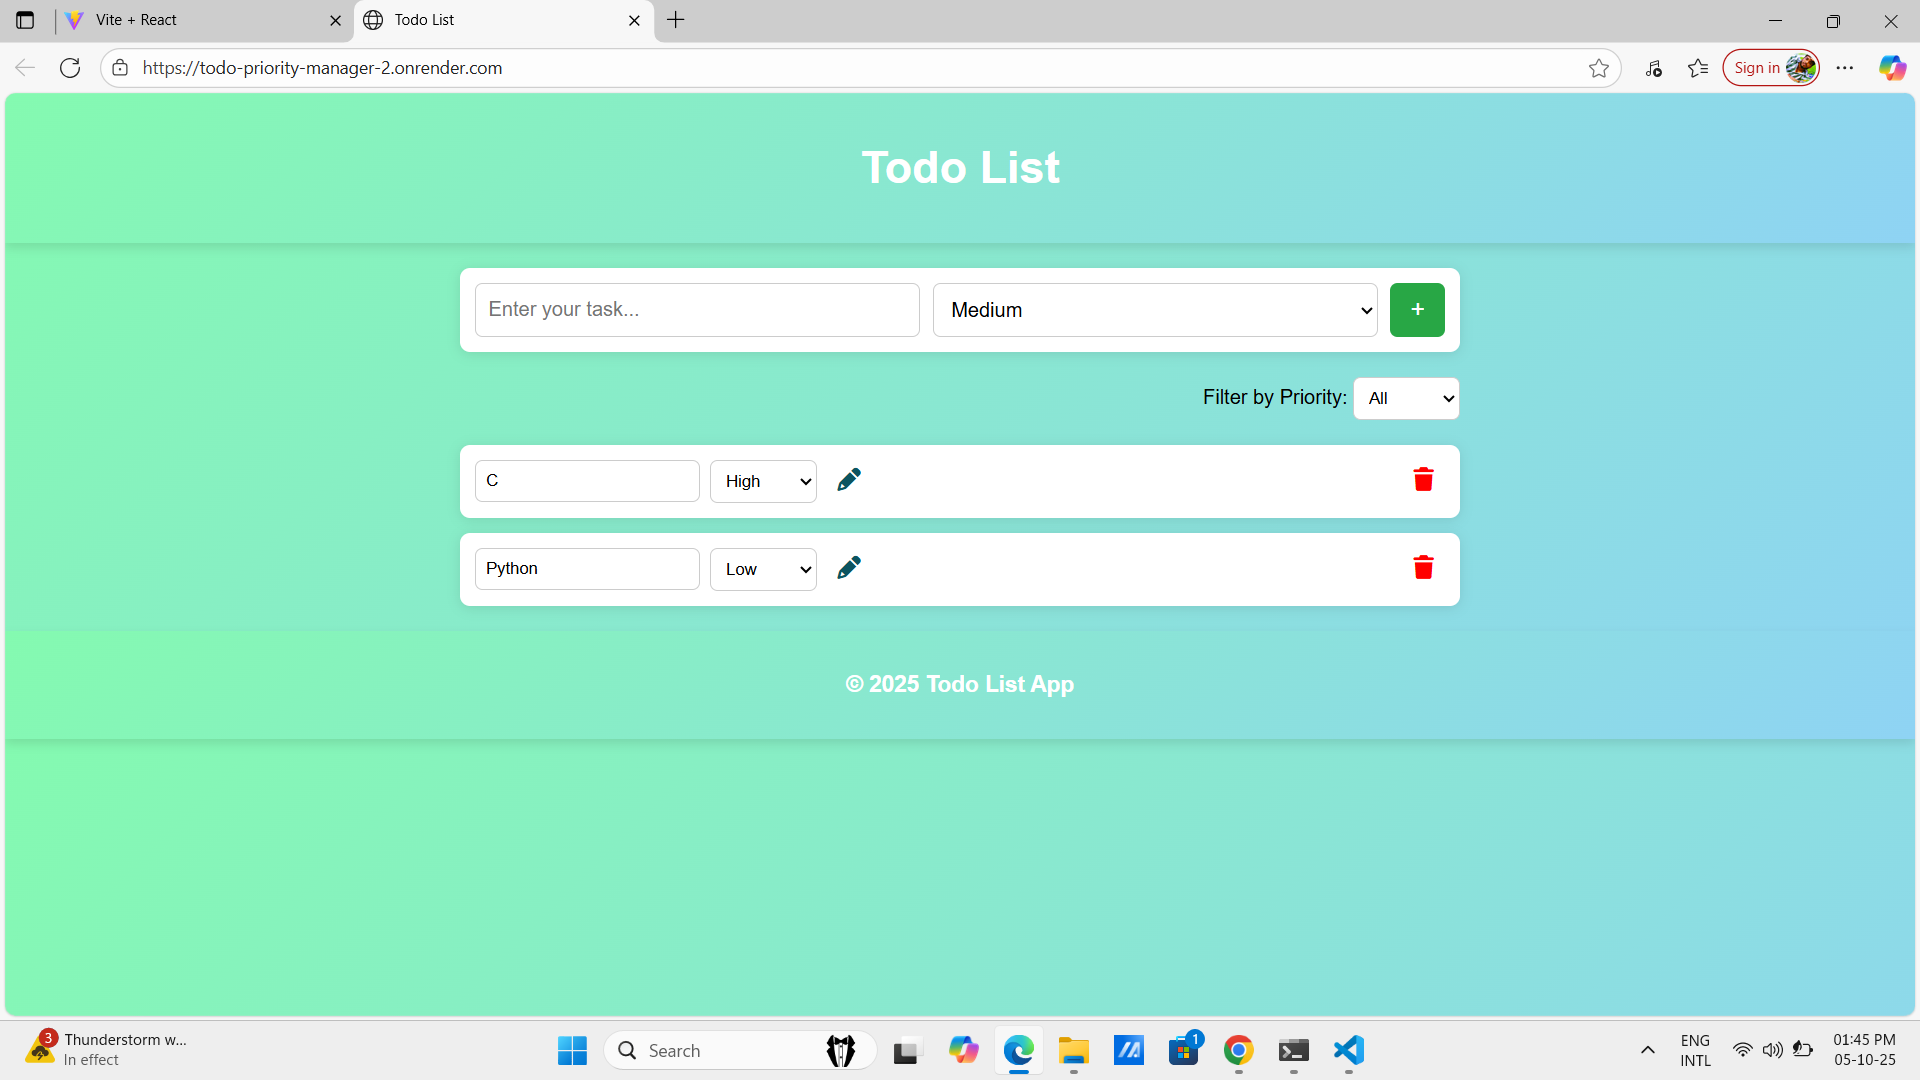 Vite + React
Todo List
https://todo-priority-manager-2.onrender.com
Sign in
Todo List
Enter your task...
Medium
+
Filter by Priority: All
C
High
Python
Low
© 2025 Todo List App
3
Thunderstorm w...
In effect
Search
1
ENG
INTL
01:45 PM
05-10-25